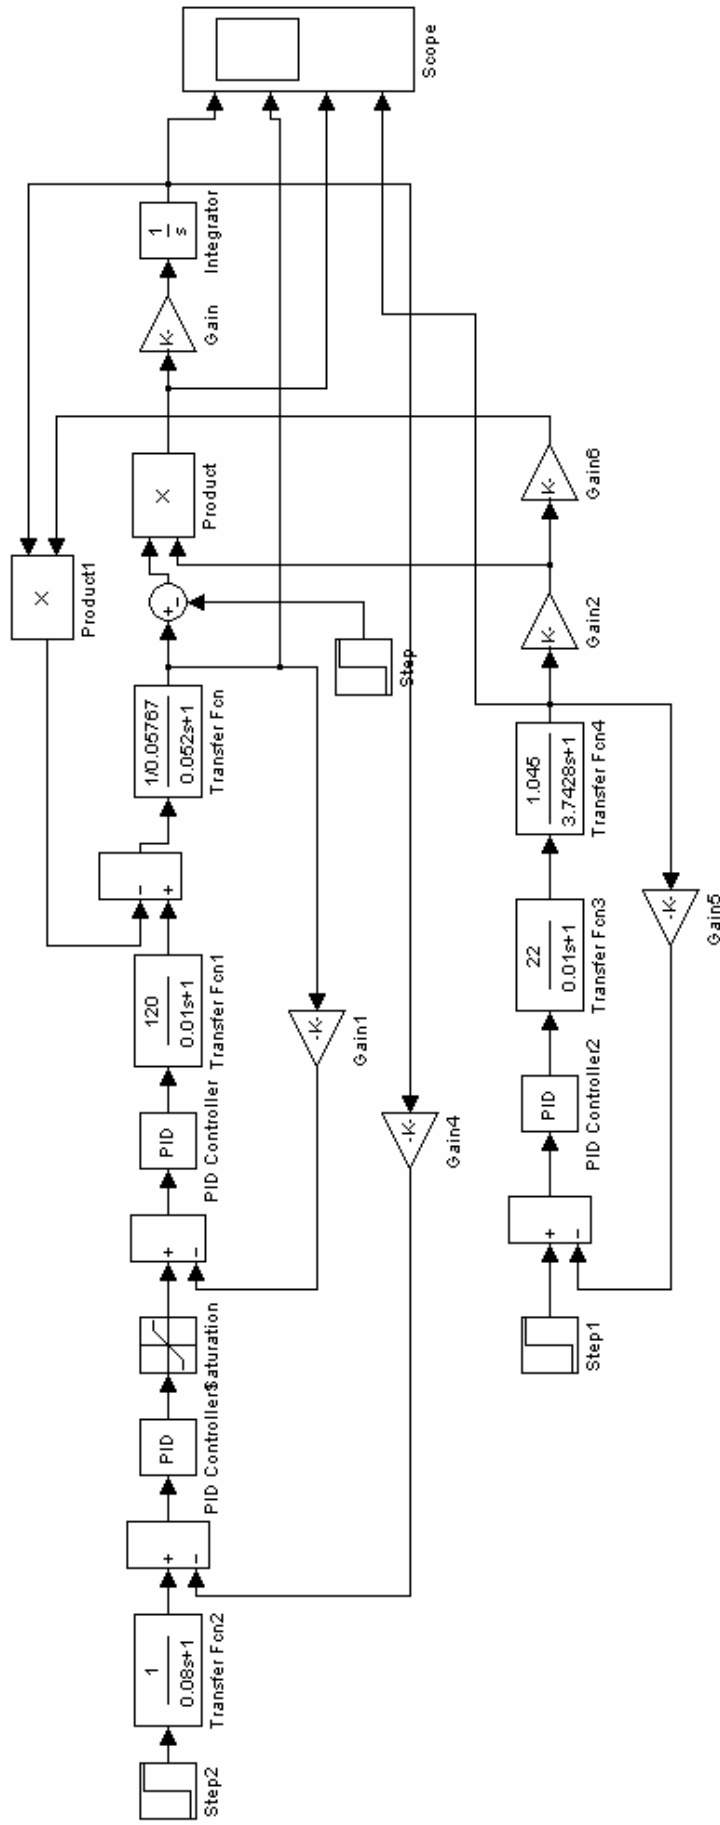 Step2
1
0.08s+1
Transfer Fcn2
+
−
PID
PID Controller1
Saturation
+
−
PID
PID Controller
120
0.01s+1
Transfer Fcn1
−
+
1/0.05767
0.052s+1
Transfer Fcn
+
−
×
Product
-K-
Gain
1
s
Integrator
Scope
×
Product1
Step
-K-
Gain1
-K-
Gain4
Step1
+
−
PID
PID Controller2
22
0.01s+1
Transfer Fcn3
1.045
3.7428s+1
Transfer Fcn4
-K-
Gain2
-K-
Gain6
-K-
Gain5